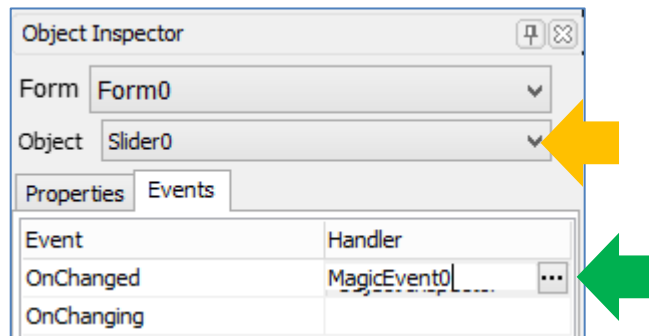 Object Inspector
Form Form0
Object Slider0
Properties Events
Event Handler
OnChanged MagicEvent0 ...
OnChanging